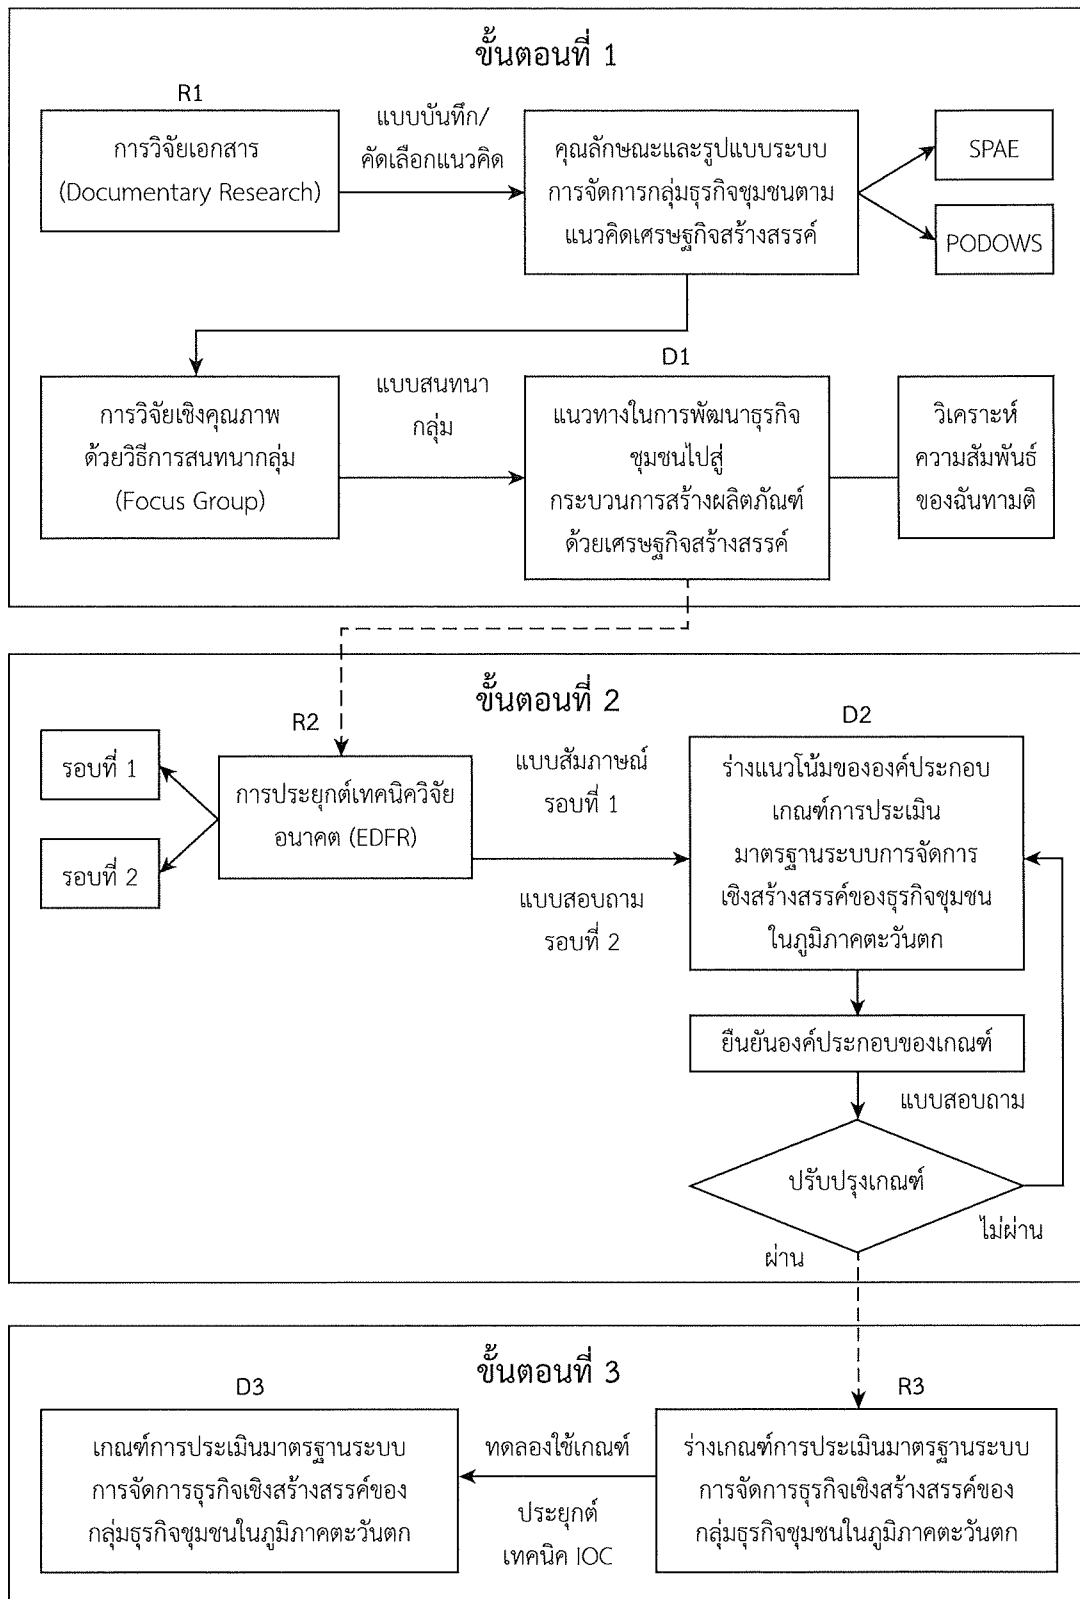 ขั้นตอนที่ 1
R1
การวิจัยเอกสาร
(Documentary Research)
แบบบันทึก/
คัดเลือกแนวคิด
คุณลักษณะและรูปแบบระบบ
การจัดการกลุ่มธุรกิจชุมชนตาม
แนวคิดเศรษฐกิจสร้างสรรค์
SPAE
PODOWS
การวิจัยเชิงคุณภาพ
ด้วยวิธีการสนทนากลุ่ม
(Focus Group)
แบบสนทนา
กลุ่ม
D1
แนวทางในการพัฒนาธุรกิจ
ชุมชนไปสู่
กระบวนการสร้างผลิตภัณฑ์
ด้วยเศรษฐกิจสร้างสรรค์
วิเคราะห์
ความสัมพันธ์
ของฉันทามติ
ขั้นตอนที่ 2
รอบที่ 1
รอบที่ 2
R2
การประยุกต์เทคนิควิจัย
อนาคต (EDFR)
แบบสัมภาษณ์
รอบที่ 1
แบบสอบถาม
รอบที่ 2
D2
ร่างแนวโน้มขององค์ประกอบ
เกณฑ์การประเมิน
มาตรฐานระบบการจัดการ
เชิงสร้างสรรค์ของธุรกิจชุมชน
ในภูมิภาคตะวันตก
ยืนยันองค์ประกอบของเกณฑ์
แบบสอบถาม
ปรับปรุงเกณฑ์
ไม่ผ่าน
ผ่าน
ขั้นตอนที่ 3
D3
เกณฑ์การประเมินมาตรฐานระบบ
การจัดการธุรกิจเชิงสร้างสรรค์ของ
กลุ่มธุรกิจชุมชนในภูมิภาคตะวันตก
ทดลองใช้เกณฑ์
ประยุกต์
เทคนิค IOC
R3
ร่างเกณฑ์การประเมินมาตรฐานระบบ
การจัดการธุรกิจเชิงสร้างสรรค์ของ
กลุ่มธุรกิจชุมชนในภูมิภาคตะวันตก